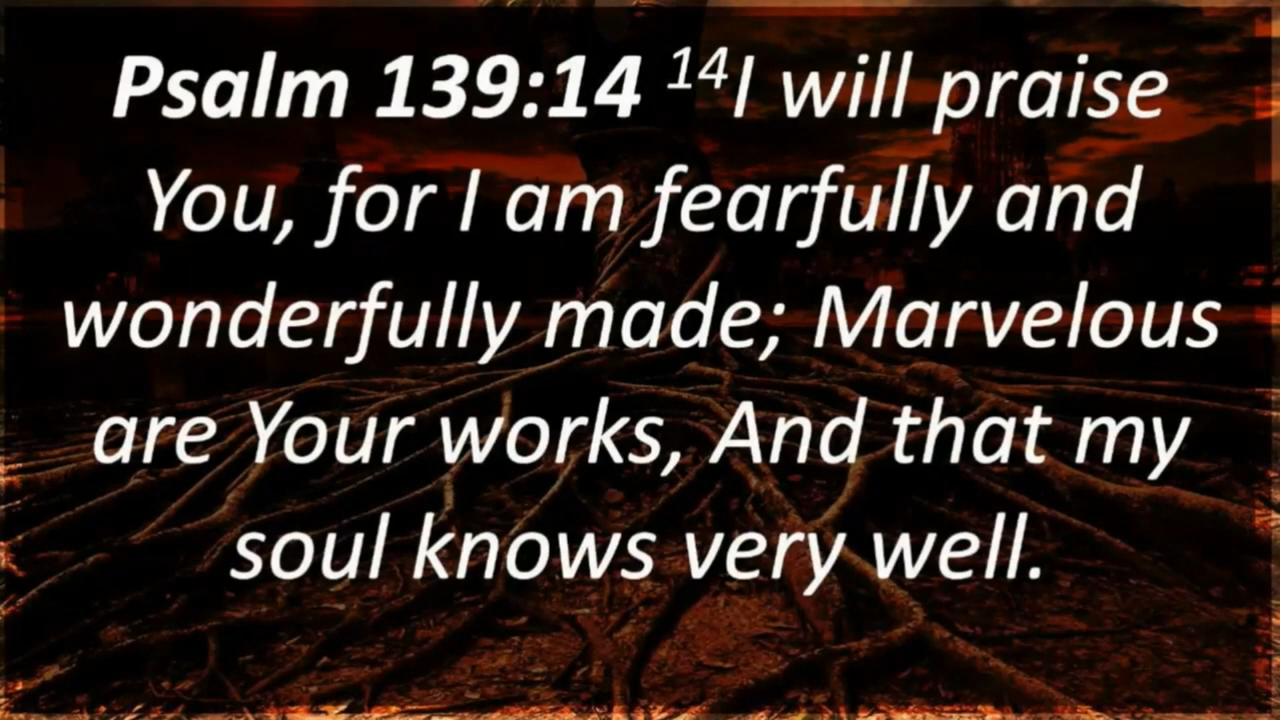 Psalm 139:14 ¹⁴I will praise
You, for I am fearfully and
wonderfully made; Marvelous
are Your works, And that my
soul knows very well.